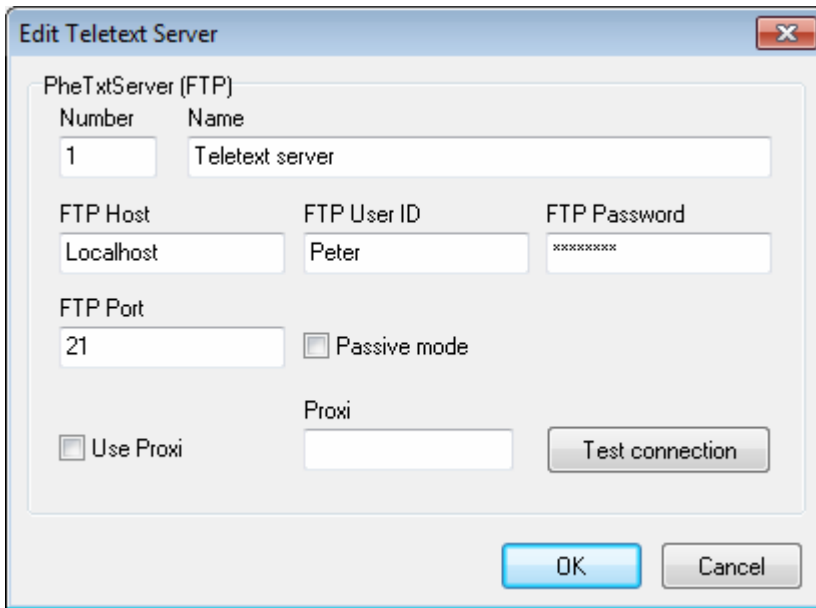 Edit Teletext Server
PheTxtServer (FTP)
Number Name
1 Teletext server
FTP Host FTP User ID FTP Password
Localhost Peter ********
FTP Port
21 Passive mode
Proxi
Use Proxi Test connection
OK Cancel